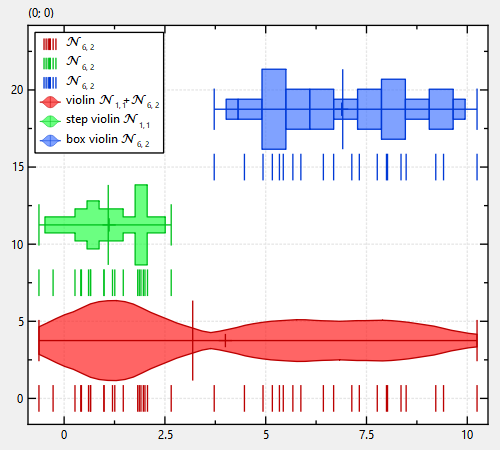 (0; 0)
𝒩6, 2
𝒩6, 2
𝒩6, 2
violin 𝒩1, 1+𝒩6, 2
step violin 𝒩1, 1
box violin 𝒩6, 2
20
15
10
5
0
0 2.5 5 7.5 10